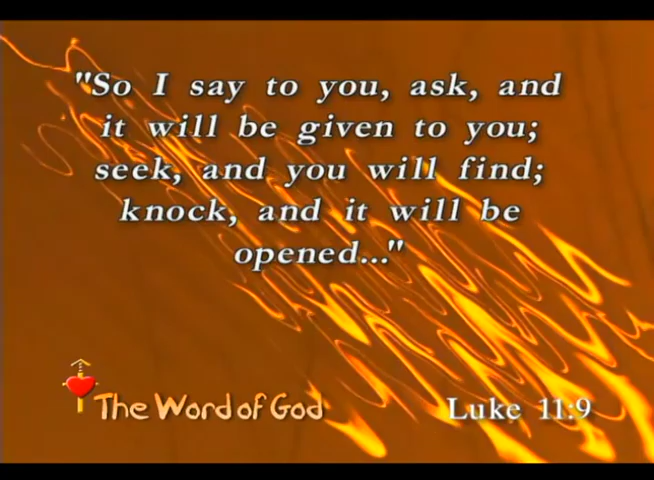 "So I say to you, ask, and
it will be given to you;
seek, and you will find;
knock, and it will be
opened..."
The Word of God
Luke 11:9